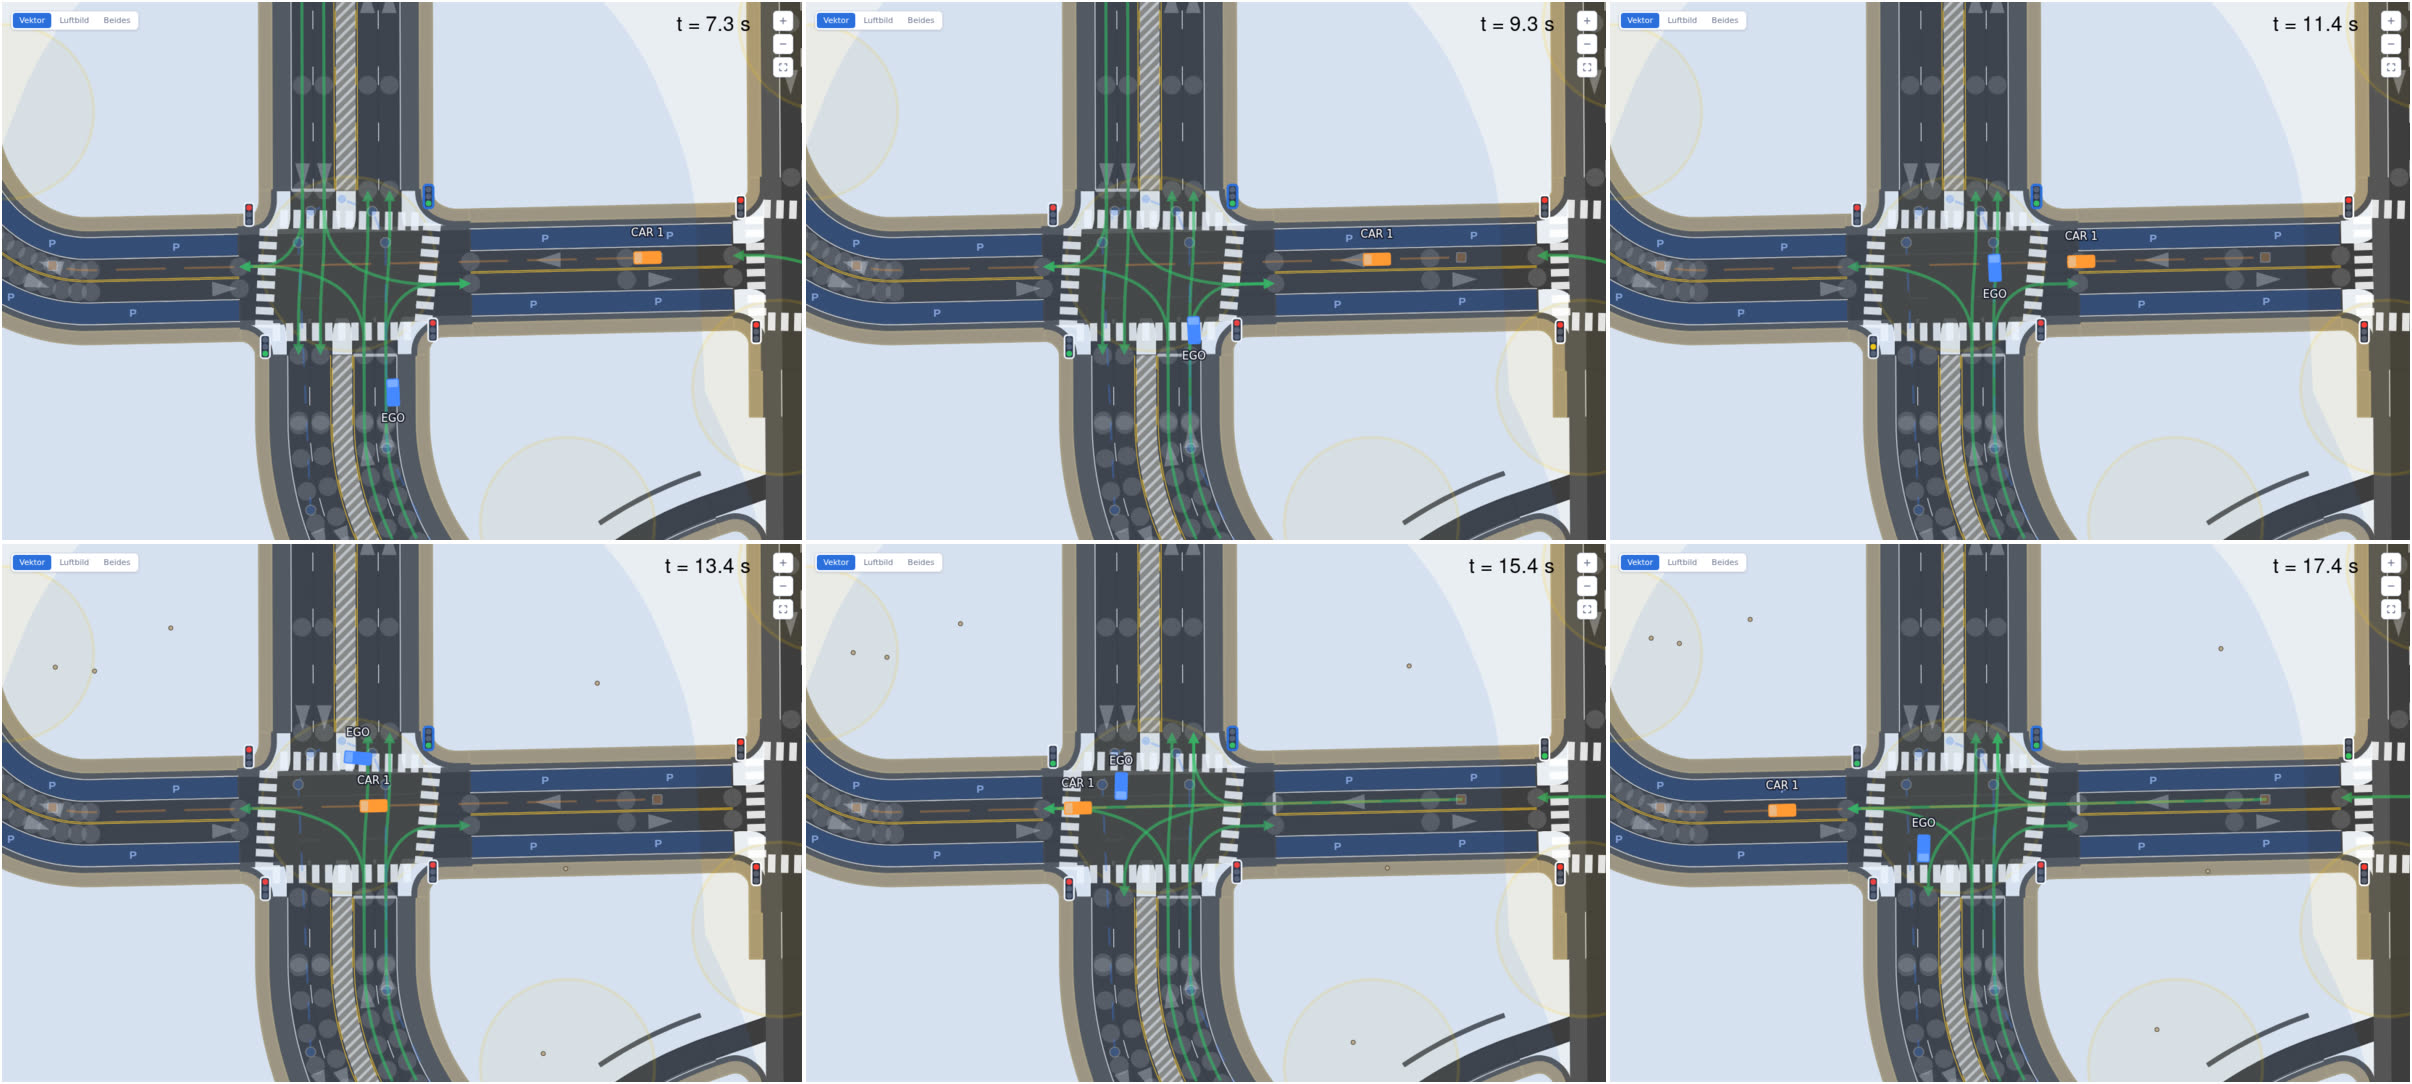 Vektor Luftbild Beides
t = 7.3 s
+
−
CAR 1
P
P
P
P
P
P
P
P
EGO
Vektor Luftbild Beides
t = 9.3 s
+
−
CAR 1
P
P
P
P
P
P
P
P
EGO
Vektor Luftbild Beides
t = 11.4 s
+
−
CAR 1
P
P
P
P
P
P
P
P
EGO
Vektor Luftbild Beides
t = 13.4 s
+
−
EGO
CAR 1
P
P
P
P
P
P
P
P
Vektor Luftbild Beides
t = 15.4 s
+
−
EGO
CAR 1
P
P
P
P
P
P
P
P
Vektor Luftbild Beides
t = 17.4 s
+
−
CAR 1
EGO
P
P
P
P
P
P
P
P